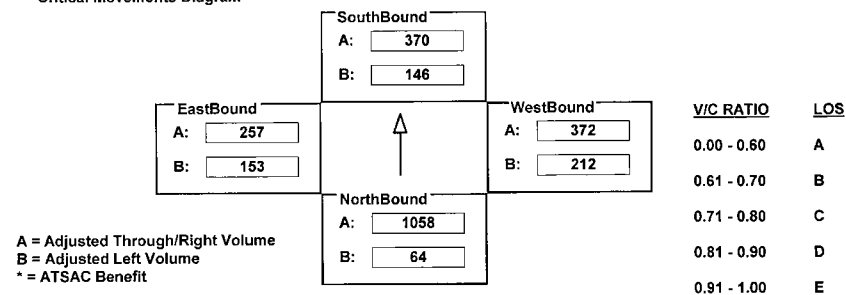 Critical Movements Diagram
SouthBound
A: 370
B: 146
EastBound
A: 257
B: 153
WestBound
A: 372
B: 212
NorthBound
A: 1058
B: 64
A = Adjusted Through/Right Volume
B = Adjusted Left Volume
* = ATSAC Benefit
V/C RATIO LOS
0.00 - 0.60 A
0.61 - 0.70 B
0.71 - 0.80 C
0.81 - 0.90 D
0.91 - 1.00 E